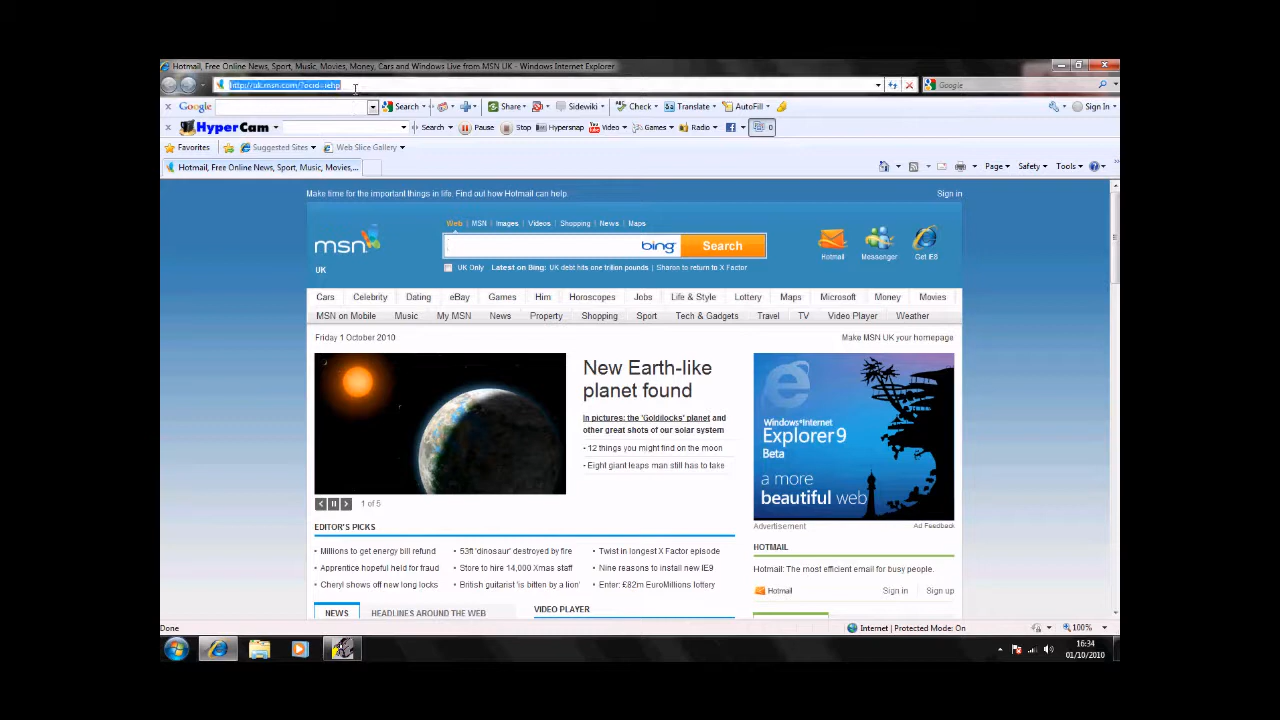 Hotmail, Free Online News, Sport, Music, Movies, Money, Cars and Windows Live from MSN UK - Windows Internet Explorer
http://uk.msn.com/?ocid=iehp
Google
Google Search Share Sidewiki Check Translate AutoFill Sign In
HyperCam Search Pause Stop Hypersnap Video Games Radio 0
Favorites Suggested Sites Web Slice Gallery
Hotmail, Free Online News, Sport, Music, Movies,... Page Safety Tools
Make time for the important things in life. Find out how Hotmail can help. Sign in
Web MSN Images Videos Shopping News Maps
msn bing Search
Hotmail Messenger Get IE8
UK UK Only Latest on Bing: UK debt hits one trillion pounds | Sharon to return to X Factor
Cars Celebrity Dating eBay Games Him Horoscopes Jobs Life & Style Lottery Maps Microsoft Money Movies
MSN on Mobile Music My MSN News Property Shopping Sport Tech & Gadgets Travel TV Video Player Weather
Friday 1 October 2010 Make MSN UK your homepage
New Earth-like
planet found
In pictures: the 'Goldilocks' planet and
other great shots of our solar system
12 things you might find on the moon
Eight giant leaps man still has to take
1 of 5
Windows Internet
Explorer 9
Beta
a more
beautiful web
Advertisement Ad Feedback
EDITOR'S PICKS
Millions to get energy bill refund 53ft 'dinosaur' destroyed by fire Twist in longest X Factor episode
Apprentice hopeful held for fraud Store to hire 14,000 Xmas staff Nine reasons to install new IE9
Cheryl shows off new long locks British guitarist 'is bitten by a lion' Enter: £82m EuroMillions lottery
HOTMAIL
Hotmail: The most efficient email for busy people.
Hotmail Sign in Sign up
NEWS HEADLINES AROUND THE WEB VIDEO PLAYER
Done Internet | Protected Mode: On 100%
16:34
01/10/2010